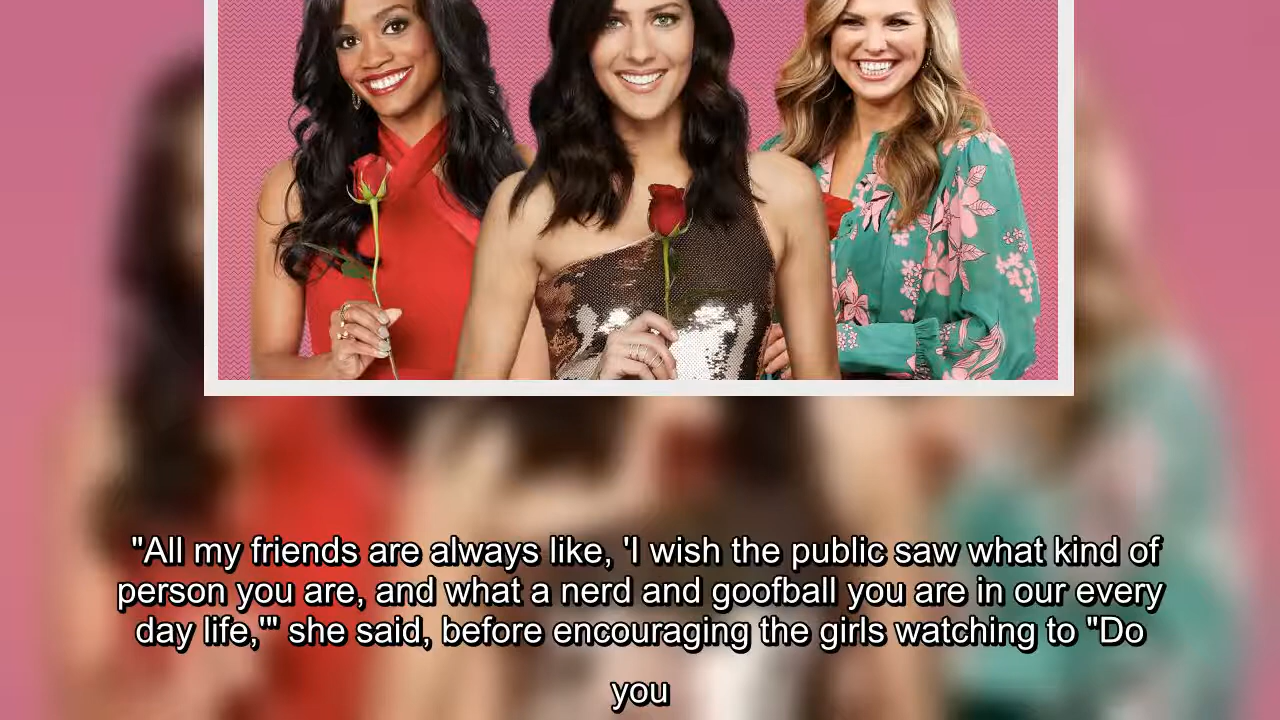 "All my friends are always like, 'I wish the public saw what kind of
person you are, and what a nerd and goofball you are in our every
day life,'" she said, before encouraging the girls watching to "Do
you